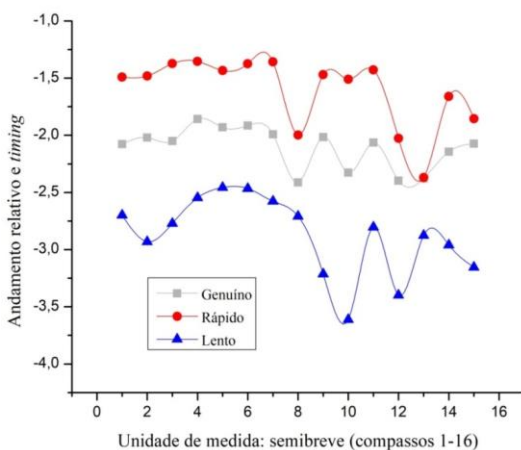 -1,0
-1,5
-2,0
-2,5
-3,0
-3,5
-4,0
Andamento relativo e timing
Genuíno
Rápido
Lento
0 2 4 6 8 10 12 14 16
Unidade de medida: semibreve (compassos 1-16)